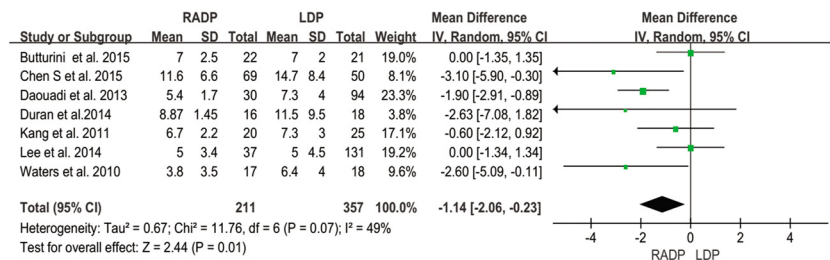 RADP LDP Mean Difference Mean Difference
Study or Subgroup Mean SD Total Mean SD Total Weight IV, Random, 95% CI IV, Random, 95% CI
Butturini et al. 2015 7 2.5 22 7 2 21 19.0% 0.00 [-1.35, 1.35]
Chen S et al. 2015 11.6 6.6 69 14.7 8.4 50 8.1% -3.10 [-5.90, -0.30]
Daouadi et al. 2013 5.4 1.7 30 7.3 4 94 23.3% -1.90 [-2.91, -0.89]
Duran et al.2014 8.87 1.45 16 11.5 9.5 18 3.8% -2.63 [-7.08, 1.82]
Kang et al. 2011 6.7 2.2 20 7.3 3 25 17.1% -0.60 [-2.12, 0.92]
Lee et al. 2014 5 3.4 37 5 4.5 131 19.2% 0.00 [-1.34, 1.34]
Waters et al. 2010 3.8 3.5 17 6.4 4 18 9.6% -2.60 [-5.09, -0.11]
Total (95% CI) 211 357 100.0% -1.14 [-2.06, -0.23]
Heterogeneity: Tau² = 0.67; Chi² = 11.76, df = 6 (P = 0.07); I² = 49%
Test for overall effect: Z = 2.44 (P = 0.01)
-4 -2 0 2 4
RADP LDP